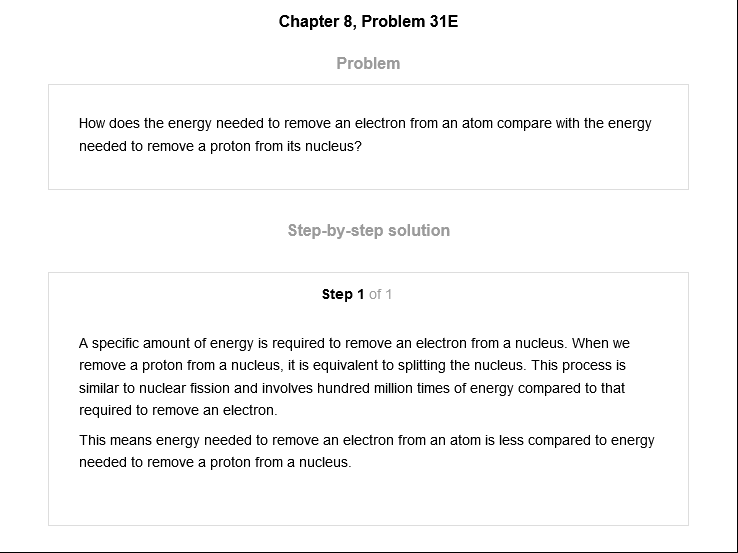 Chapter 8, Problem 31E
Problem
How does the energy needed to remove an electron from an atom compare with the energy
needed to remove a proton from its nucleus?
Step-by-step solution
Step 1 of 1
A specific amount of energy is required to remove an electron from a nucleus. When we
remove a proton from a nucleus, it is equivalent to splitting the nucleus. This process is
similar to nuclear fission and involves hundred million times of energy compared to that
required to remove an electron.
This means energy needed to remove an electron from an atom is less compared to energy
needed to remove a proton from a nucleus.